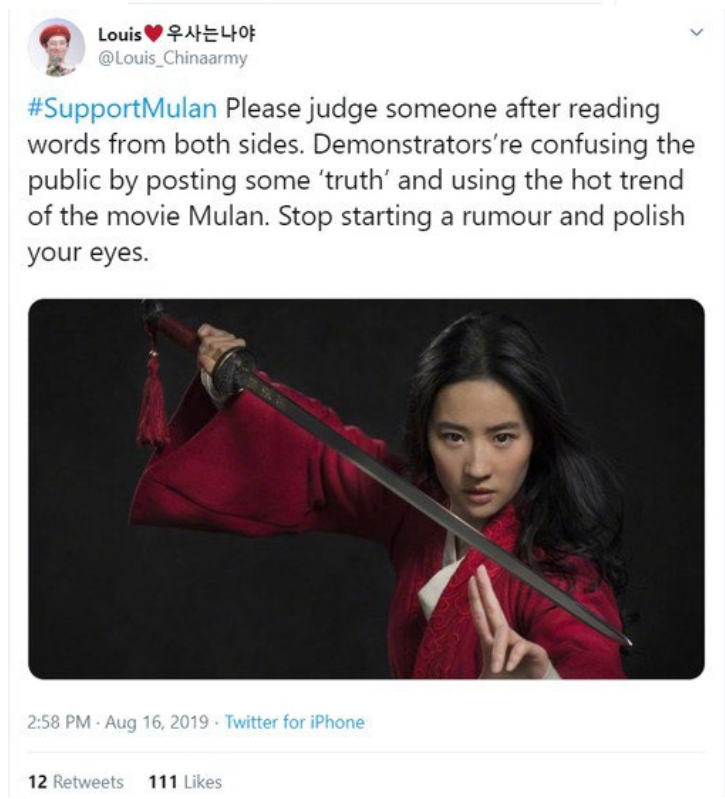 Louis❤우사는나야
@Louis_Chinaarmy
#SupportMulan Please judge someone after reading
words from both sides. Demonstrators’re confusing the
public by posting some ‘truth’ and using the hot trend
of the movie Mulan. Stop starting a rumour and polish
your eyes.
2:58 PM · Aug 16, 2019 · Twitter for iPhone
12 Retweets 111 Likes